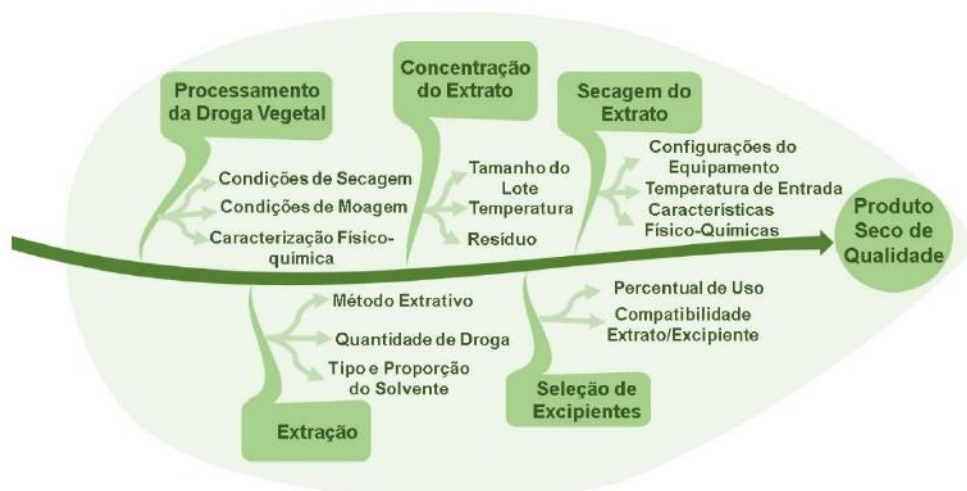 Processamento
da Droga Vegetal
Condições de Secagem
Condições de Moagem
Caracterização Físico-
química
Concentração
do Extrato
Tamanho do
Lote
Temperatura
Resíduo
Secagem do
Extrato
Configurações do
Equipamento
Temperatura de Entrada
Características
Físico-Químicas
Produto
Seco de
Qualidade
Método Extrativo
Quantidade de Droga
Tipo e Proporção
do Solvente
Extração
Percentual de Uso
Compatibilidade
Extrato/Excipiente
Seleção de
Excipientes